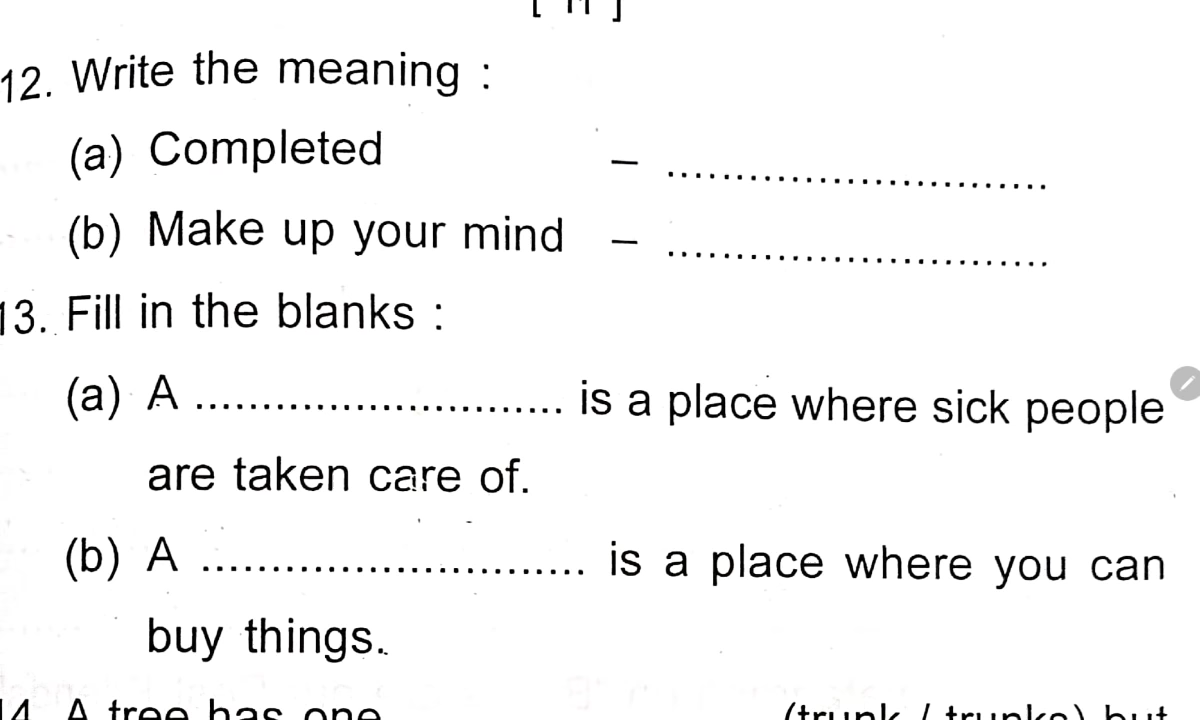 12. Write the meaning :
(a) Completed – ............................
(b) Make up your mind – ............................
13. Fill in the blanks :
(a) A ............................ is a place where sick people
are taken care of.
(b) A ............................ is a place where you can
buy things.
14. A tree has one (trunk / trunks) but